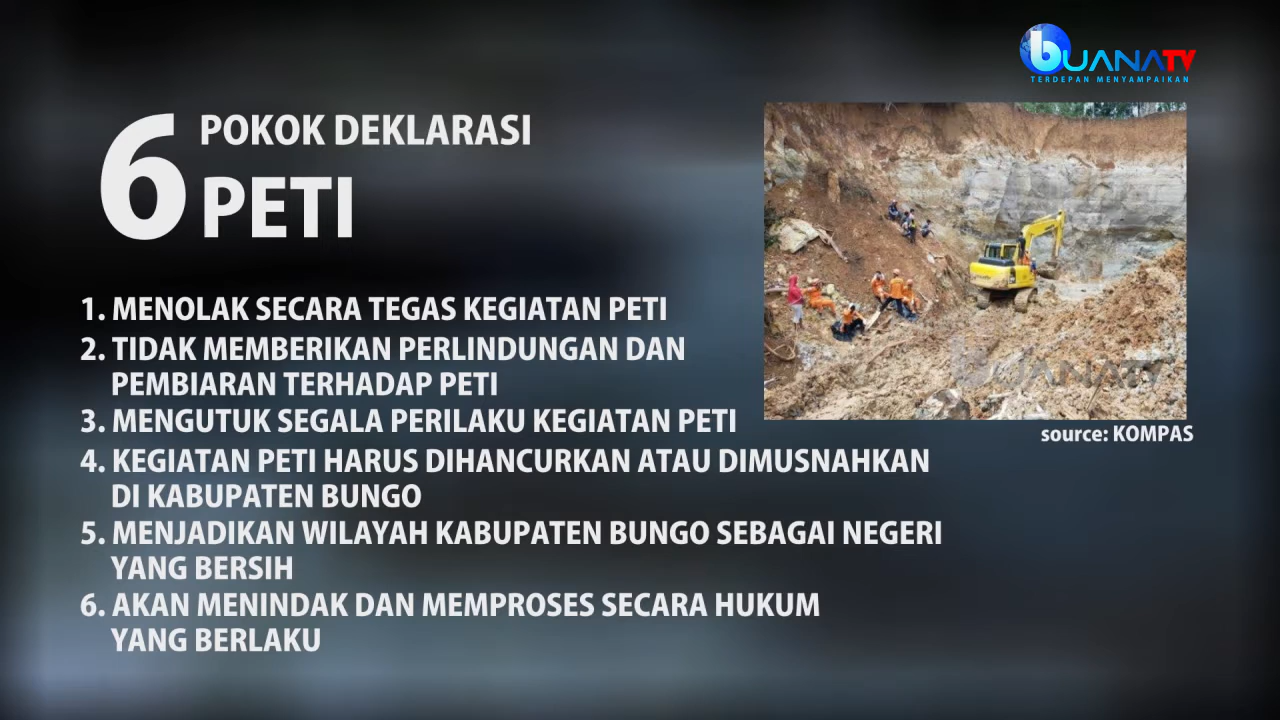 buANATV
TERDEPAN MENYAMPAIKAN
6 POKOK DEKLARASI
PETI
1. MENOLAK SECARA TEGAS KEGIATAN PETI
2. TIDAK MEMBERIKAN PERLINDUNGAN DAN
PEMBIARAN TERHADAP PETI
3. MENGUTUK SEGALA PERILAKU KEGIATAN PETI
4. KEGIATAN PETI HARUS DIHANCURKAN ATAU DIMUSNAHKAN
DI KABUPATEN BUNGO
5. MENJADIKAN WILAYAH KABUPATEN BUNGO SEBAGAI NEGERI
YANG BERSIH
6. AKAN MENINDAK DAN MEMPROSES SECARA HUKUM
YANG BERLAKU
BUANATV
source: KOMPAS